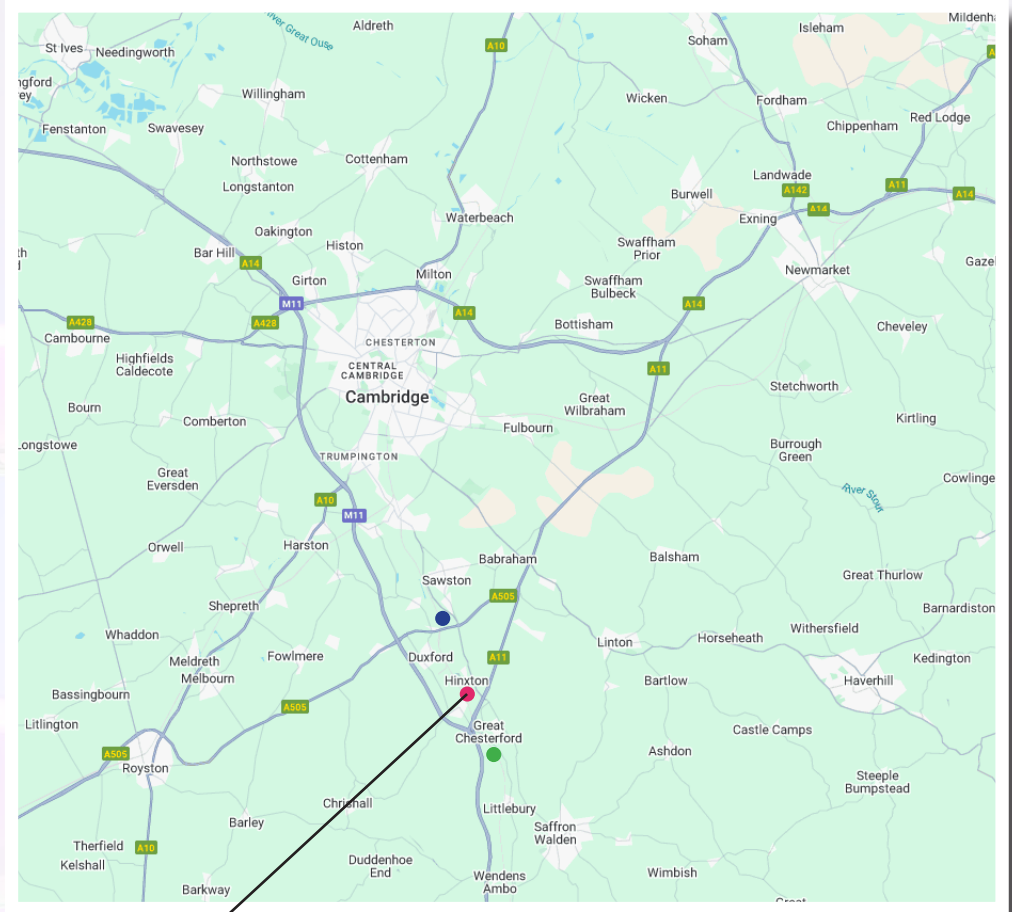 Aldreth
River Great Ouse
Isleham
Mildenh
St Ives
Needingworth
A10
Soham
ngford
rey
Willingham
Wicken
Fordham
Fenstanton
Swavesey
Chippenham
Red Lodge
Northstowe
Cottenham
Longstanton
Landwade
A142
A11
A14
Burwell
Waterbeach
Exning
A14
Oakington
Histon
Bar Hill
Swaffham
Prior
A14
Girton
Milton
Newmarket
Gazel
Swaffham
Bulbeck
M11
A14
A14
A428
A428
Cambourne
CHESTERTON
Bottisham
Cheveley
Highfields
Caldecote
CENTRAL
CAMBRIDGE
A11
Stetchworth
Cambridge
Great
Wilbraham
Bourn
Comberton
Fulbourn
Kirtling
Longstowe
TRUMPINGTON
Burrough
Green
Great
Eversden
Cowlinge
River Stour
A10
M11
Orwell
Harston
Babraham
Balsham
Sawston
Great Thurlow
A505
Shepreth
Barnardiston
Whaddon
Linton
Horseheath
Withersfield
Fowlmere
Duxford
A11
Kedington
Meldreth
Melbourn
Hinxton
Bartlow
Haverhill
Bassingbourn
A505
Litlington
Great
Chesterford
Castle Camps
A505
Ashdon
Royston
Steeple
Bumpstead
Chrishall
Littlebury
Barley
Saffron
Walden
Therfield
A10
Kelshall
Duddenhoe
End
Wimbish
Barkway
Wendens
Ambo